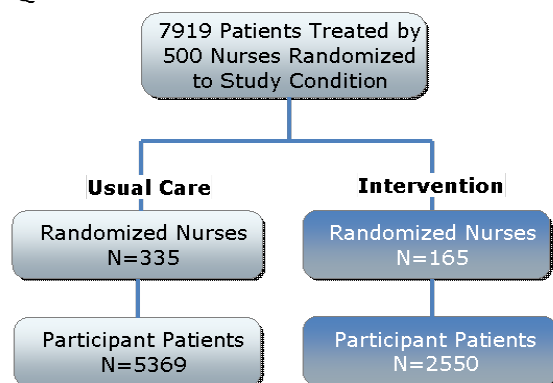 7919 Patients Treated by
500 Nurses Randomized
to Study Condition
Usual Care
Intervention
Randomized Nurses
N=335
Randomized Nurses
N=165
Participant Patients
N=5369
Participant Patients
N=2550